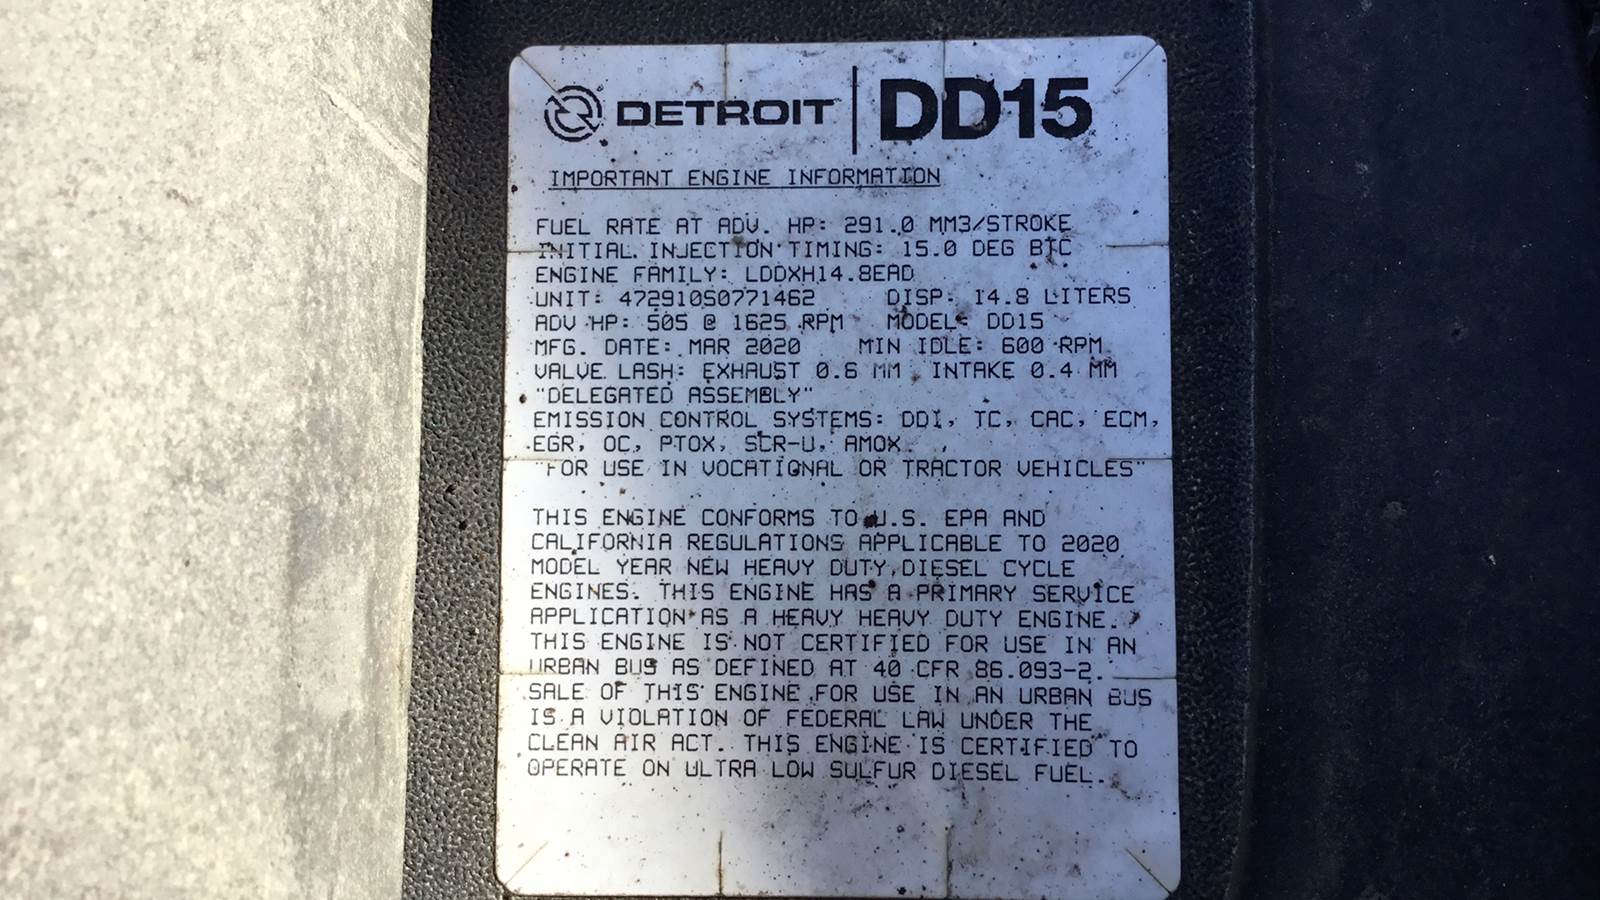 DETROIT | DD15
IMPORTANT ENGINE INFORMATION
FUEL RATE AT ADV. HP: 291.0 MM3/STROKE
INITIAL INJECTION TIMING: 15.0 DEG BTC
ENGINE FAMILY: LDDXH14.8EAD
UNIT: 472910S0771462 DISP: 14.8 LITERS
ADV HP: 505 @ 1625 RPM MODEL: DD15
MFG. DATE: MAR 2020 MIN IDLE: 600 RPM
VALVE LASH: EXHAUST 0.6 MM INTAKE 0.4 MM
"DELEGATED ASSEMBLY"
EMISSION CONTROL SYSTEMS: DDI, TC, CAC, ECM,
EGR, OC, PTOX, SCR-U, AMOX
"FOR USE IN VOCATIONAL OR TRACTOR VEHICLES"
THIS ENGINE CONFORMS TO U.S. EPA AND
CALIFORNIA REGULATIONS APPLICABLE TO 2020
MODEL YEAR NEW HEAVY DUTY DIESEL CYCLE
ENGINES. THIS ENGINE HAS A PRIMARY SERVICE
APPLICATION AS A HEAVY HEAVY DUTY ENGINE.
THIS ENGINE IS NOT CERTIFIED FOR USE IN AN
URBAN BUS AS DEFINED AT 40 CFR 86.093-2.
SALE OF THIS ENGINE FOR USE IN AN URBAN BUS
IS A VIOLATION OF FEDERAL LAW UNDER THE
CLEAN AIR ACT. THIS ENGINE IS CERTIFIED TO
OPERATE ON ULTRA LOW SULFUR DIESEL FUEL.